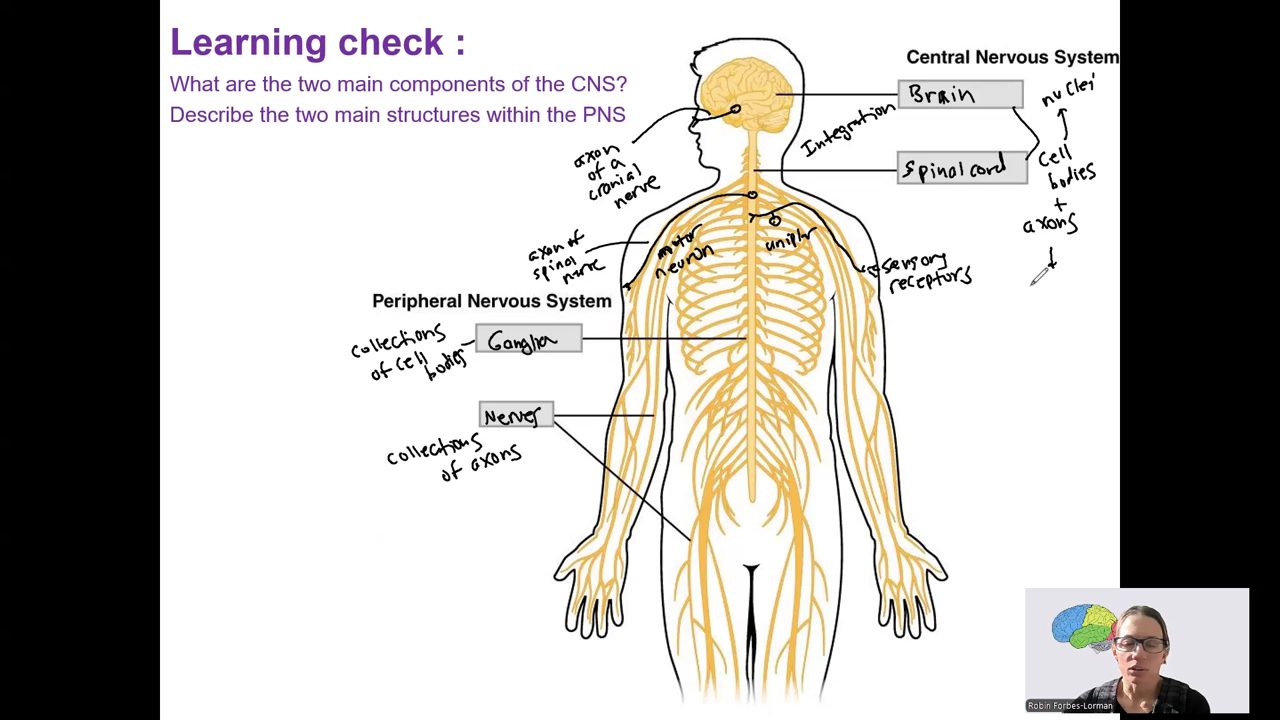 Learning check :
What are the two main components of the CNS?
Describe the two main structures within the PNS
Central Nervous System
Brain
nuclei
Integration
Spinal cord
cell
bodies
+
axons
axon
of a
cranial
nerve
axon of
spinal
nerve
motor
neuron
sensory
receptors
Peripheral Nervous System
Ganglia
collections
of cell
bodies
Nerves
collections
of axons
Robin Forbes-Lorman